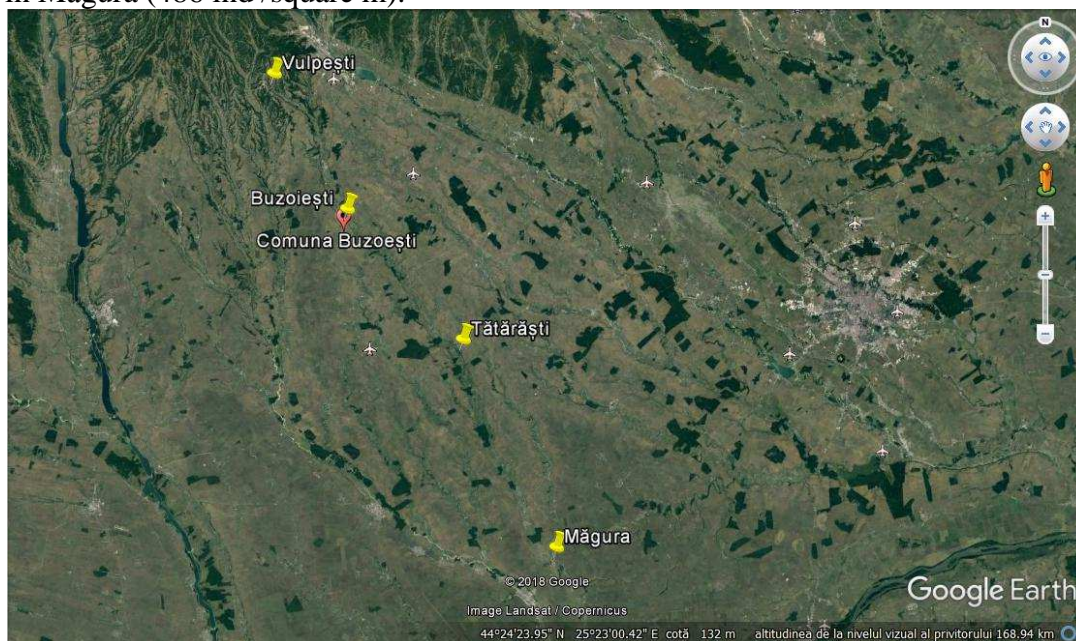 in Măgura (486 ind /square m).
N
Vulpești
Buzoiești
Comuna Buzoești
Tătărăști
Măgura
© 2018 Google
Google Earth
Image Landsat / Copernicus
44°24'23.95" N 25°23'00.42" E cotă 132 m altitudinea de la nivelul vizual al privitorului 168.94 km